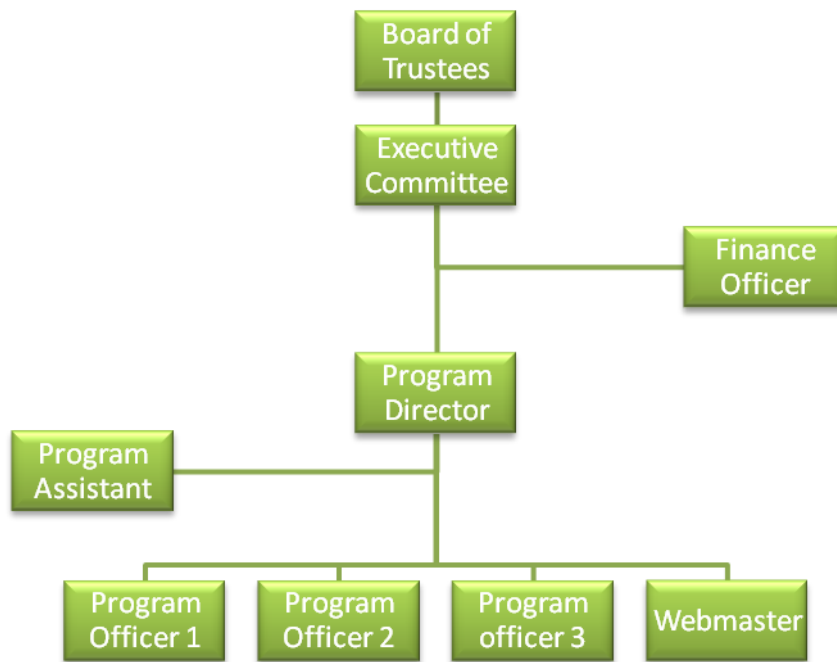 Board of
Trustees
Executive
Committee
Finance
Officer
Program
Director
Program
Assistant
Program
Officer 1
Program
Officer 2
Program
officer 3
Webmaster